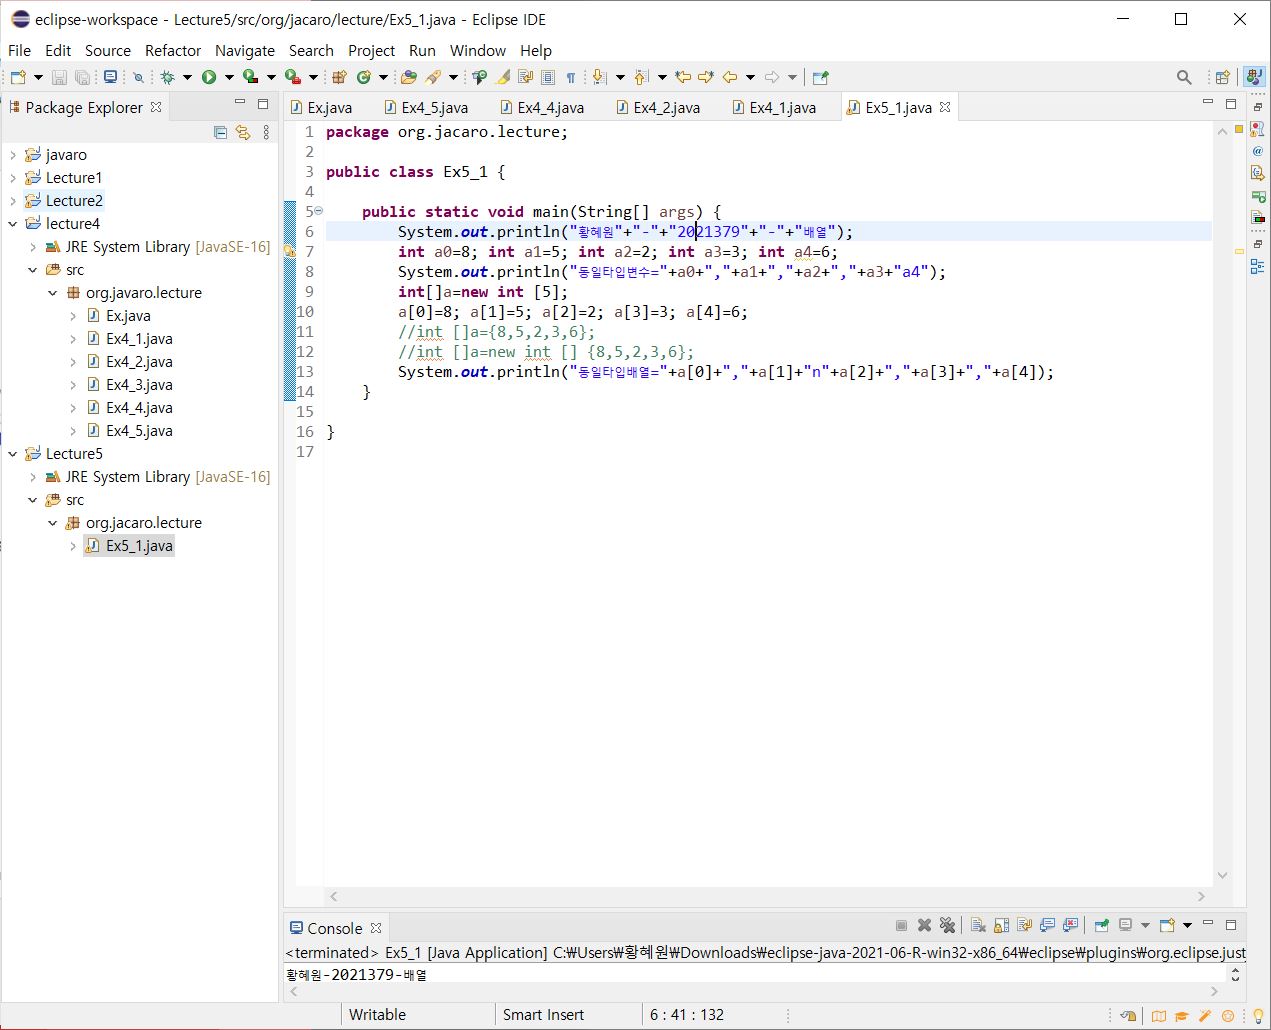 eclipse-workspace - Lecture5/src/org/jacaro/lecture/Ex5_1.java - Eclipse IDE
File Edit Source Refactor Navigate Search Project Run Window Help
Package Explorer
javaro
Lecture1
Lecture2
lecture4
JRE System Library [JavaSE-16]
src
org.javaro.lecture
Ex.java
Ex4_1.java
Ex4_2.java
Ex4_3.java
Ex4_4.java
Ex4_5.java
Lecture5
JRE System Library [JavaSE-16]
src
org.jacaro.lecture
Ex5_1.java
Ex.java Ex4_5.java Ex4_4.java Ex4_2.java Ex4_1.java Ex5_1.java
1 package org.jacaro.lecture;
2
3 public class Ex5_1 {
4
5 public static void main(String[] args) {
6 System.out.println("황혜원"+"-"+"2021379"+"-"+"배열");
7 int a0=8; int a1=5; int a2=2; int a3=3; int a4=6;
8 System.out.println("동일타입변수="+a0+","+a1+","+a2+","+a3+"a4");
9 int[]a=new int [5];
10 a[0]=8; a[1]=5; a[2]=2; a[3]=3; a[4]=6;
11 //int []a={8,5,2,3,6};
12 //int []a=new int [] {8,5,2,3,6};
13 System.out.println("동일타입배열="+a[0]+","+a[1]+"n"+a[2]+","+a[3]+","+a[4]);
14 }
15
16 }
17
Console
<terminated> Ex5_1 [Java Application] C:₩Users₩황혜원₩Downloads₩eclipse-java-2021-06-R-win32-x86_64₩eclipse₩plugins₩org.eclipse.just
황혜원-2021379-배열
Writable Smart Insert 6 : 41 : 132